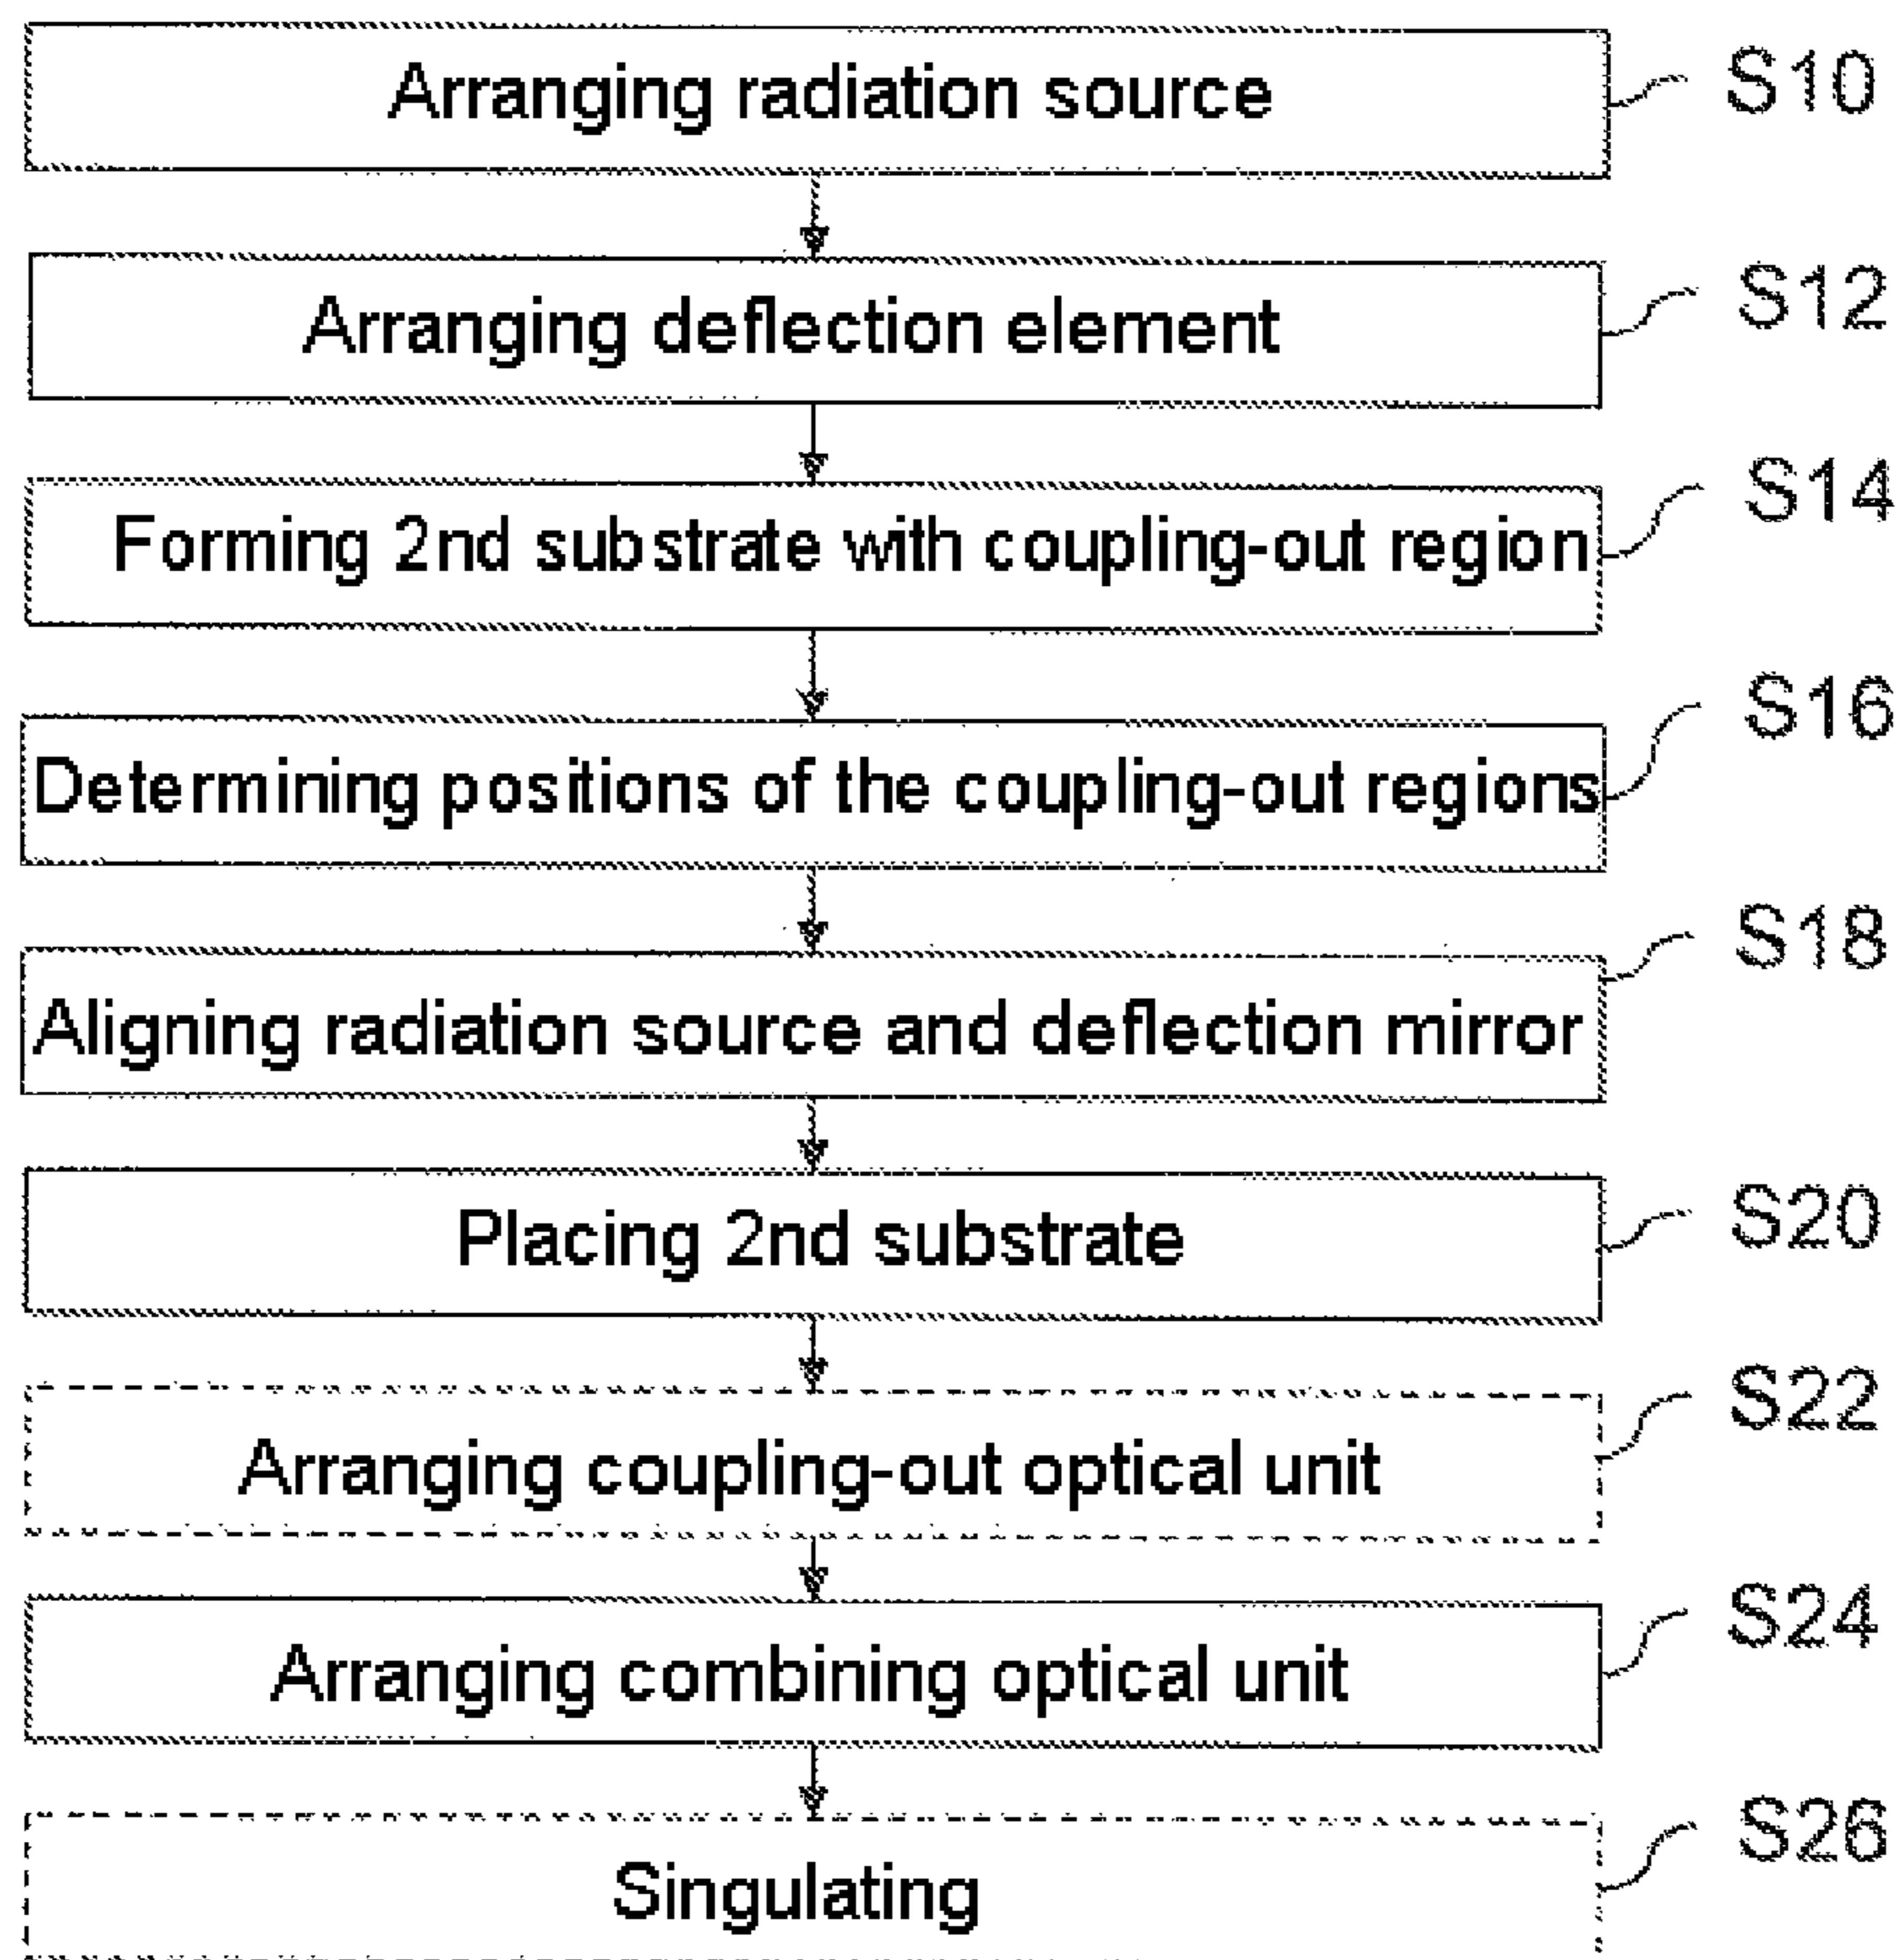 Arranging radiation source S10
Arranging deflection element S12
Forming 2nd substrate with coupling-out region S14
Determining positions of the coupling-out regions S16
Aligning radiation source and deflection mirror S18
Placing 2nd substrate S20
Arranging coupling-out optical unit S22
Arranging combining optical unit S24
Singulating S26